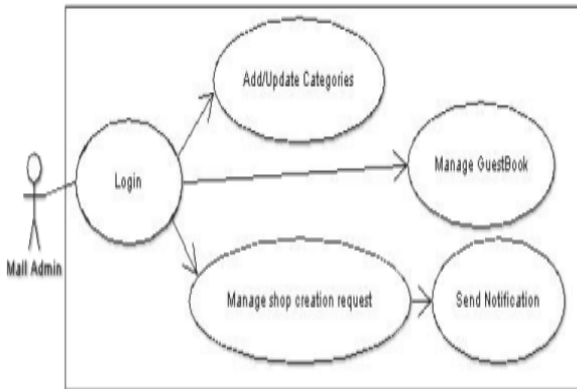 Add/Update Categories
Manage GuestBook
Login
Mall Admin
Manage shop creation request
Send Notification